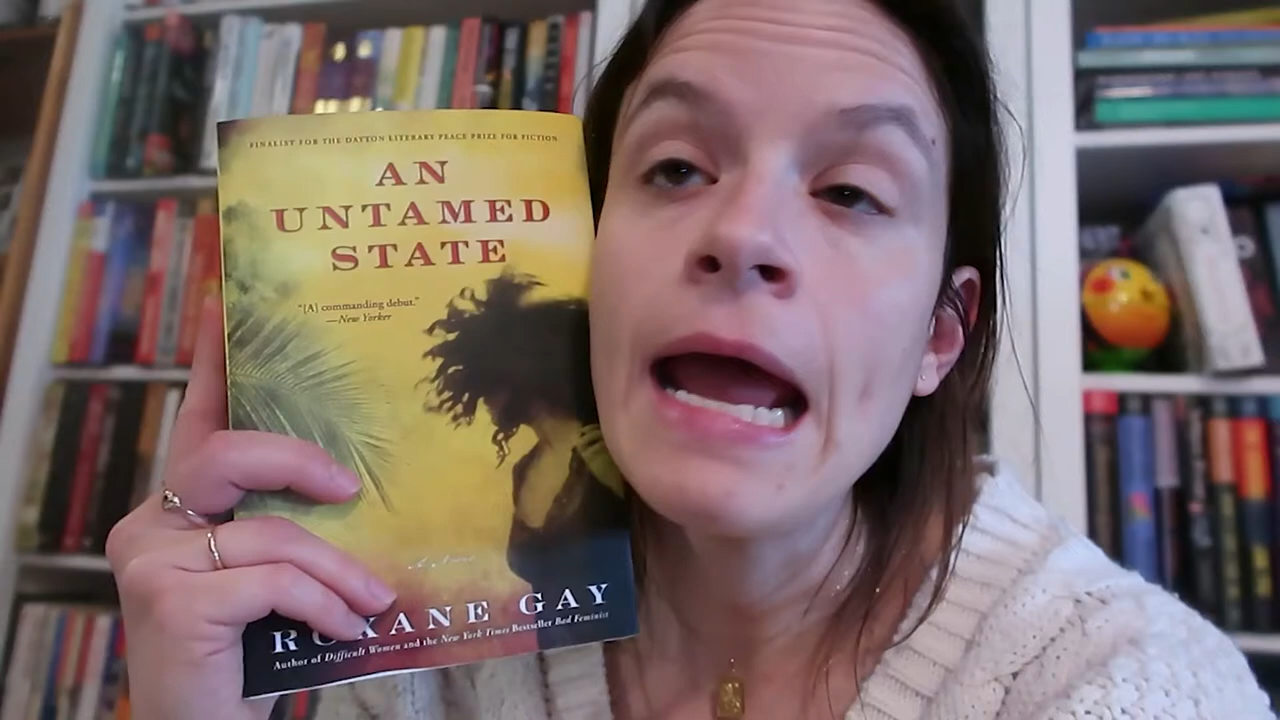 FINALIST FOR THE DAYTON LITERARY PEACE PRIZE FOR FICTION
AN
UNTAMED
STATE
“[A] commanding debut.”
—New Yorker
ROXANE GAY
Author of Difficult Women and the New York Times Bestseller Bad Feminist